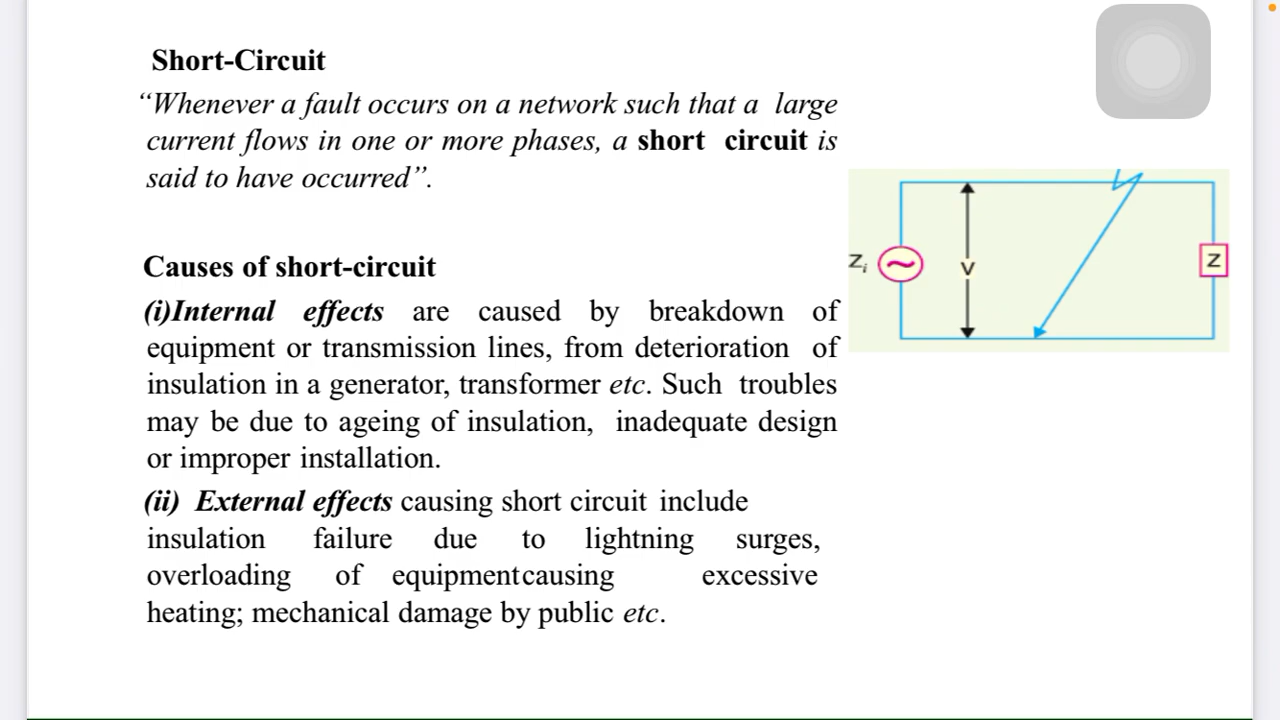 Short-Circuit
“Whenever a fault occurs on a network such that a large
current flows in one or more phases, a short circuit is
said to have occurred”.
Causes of short-circuit
(i)Internal effects are caused by breakdown of
equipment or transmission lines, from deterioration of
insulation in a generator, transformer etc. Such troubles
may be due to ageing of insulation, inadequate design
or improper installation.
(ii) External effects causing short circuit include
insulation failure due to lightning surges,
overloading of equipmentcausing excessive
heating; mechanical damage by public etc.
Zi
~
V
Z